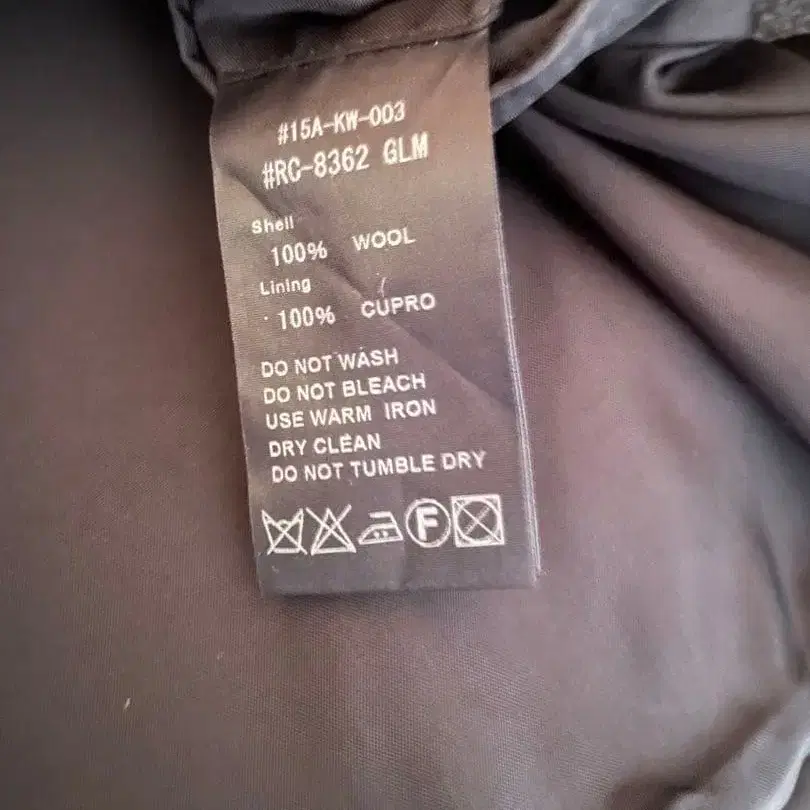 #15A-KW-003
#RC-8362 GLM
Shell
100% WOOL
Lining
100% CUPRO
DO NOT WASH
DO NOT BLEACH
USE WARM IRON
DRY CLEAN
DO NOT TUMBLE DRY
F